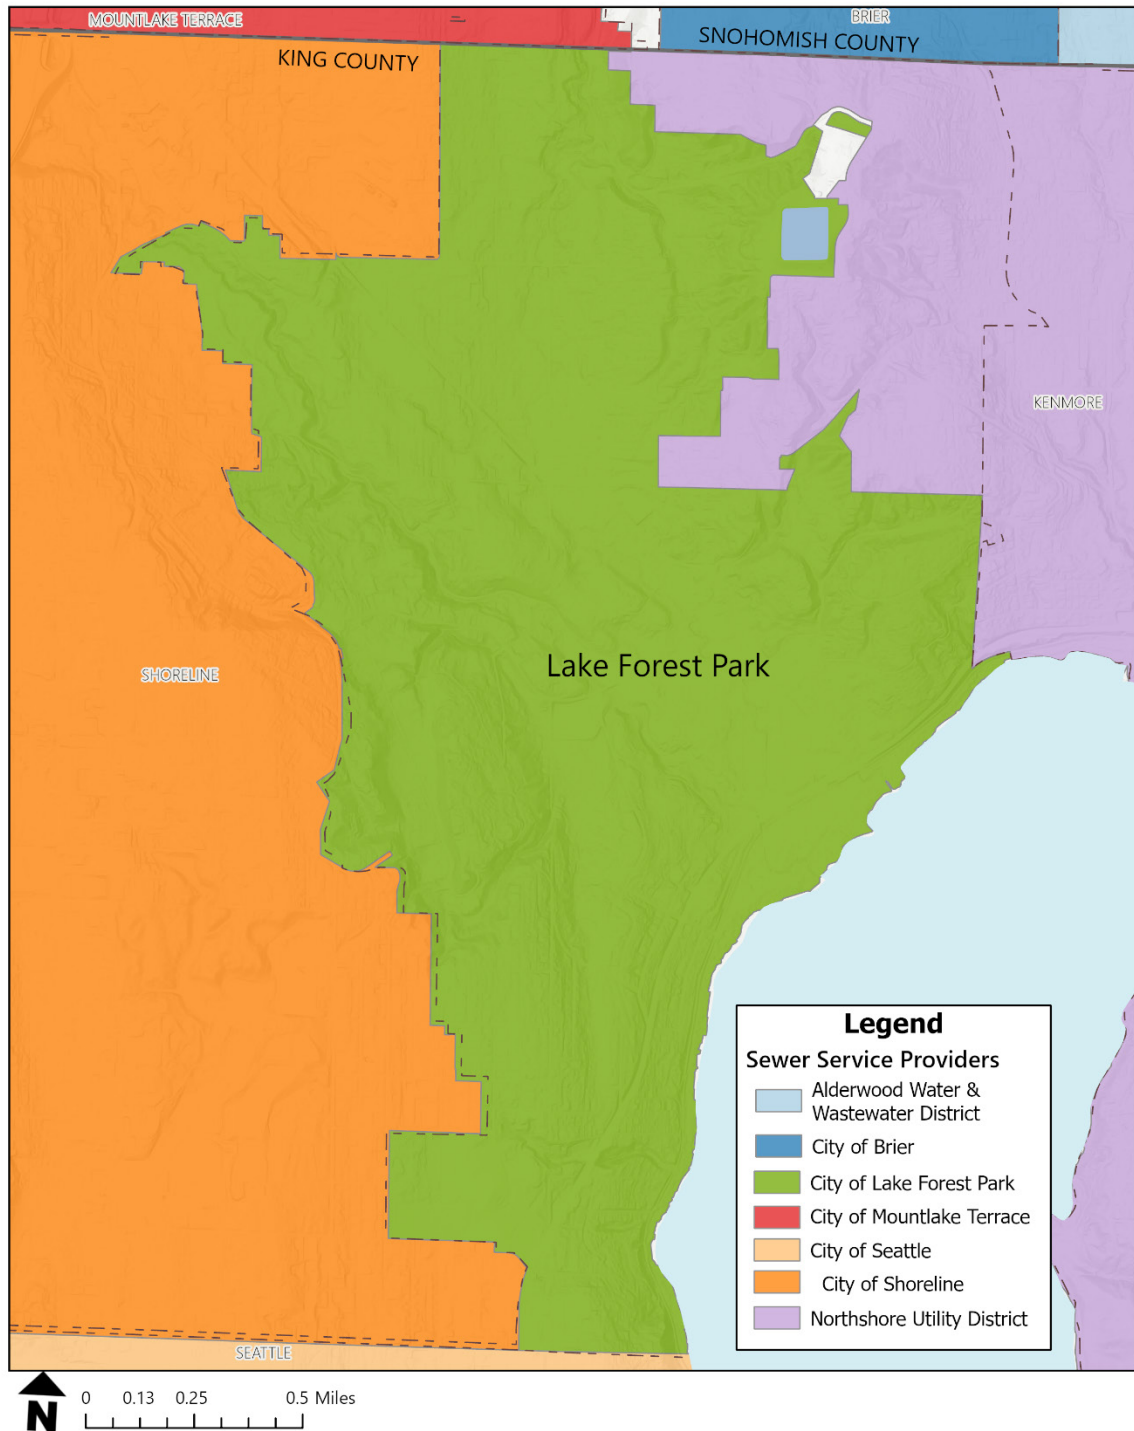 MOUNTLAKE TERRACE
BRIER
SNOHOMISH COUNTY
KING COUNTY
KENMORE
Lake Forest Park
SHORELINE
Legend
Sewer Service Providers
Alderwood Water &
Wastewater District
City of Brier
City of Lake Forest Park
City of Mountlake Terrace
City of Seattle
City of Shoreline
Northshore Utility District
SEATTLE
N
0 0.13 0.25 0.5 Miles